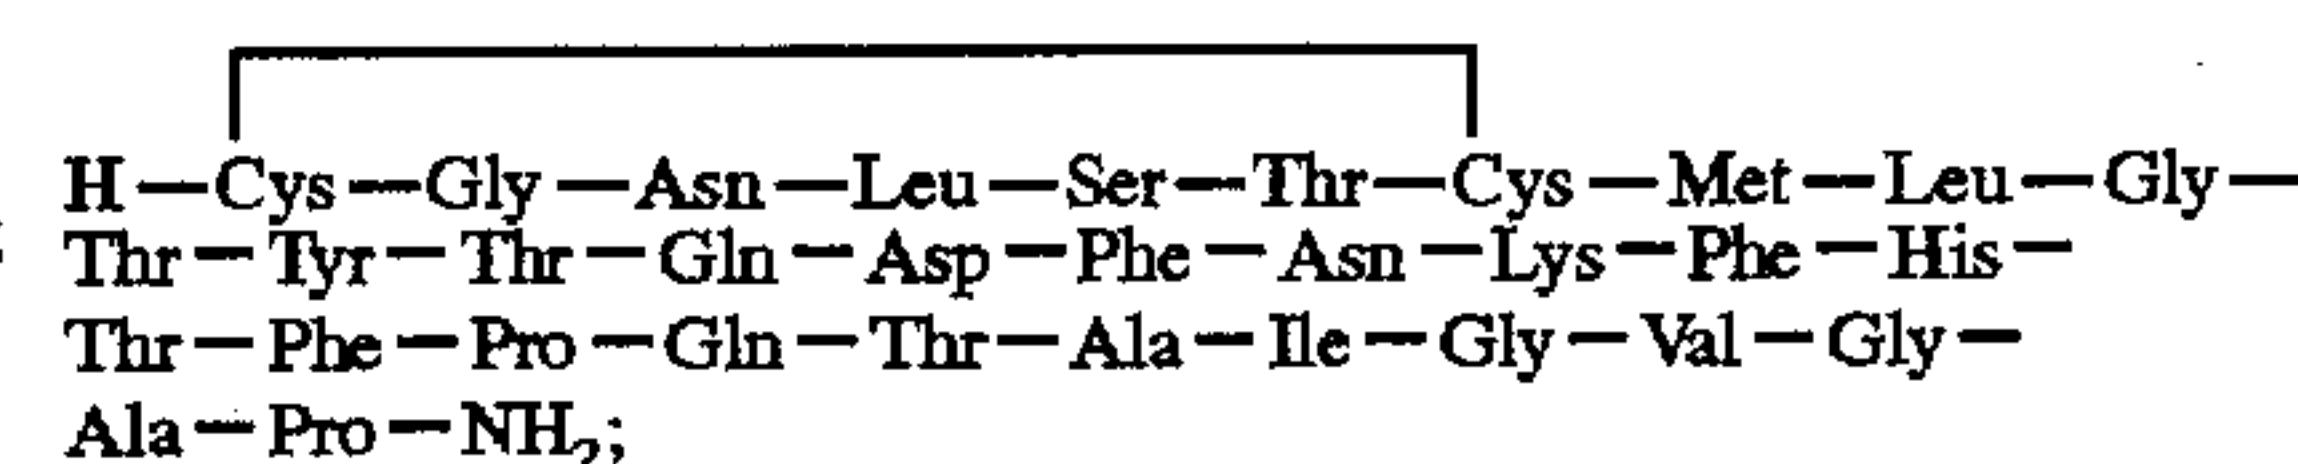 H—Cys—Gly—Asn—Leu—Ser—Thr—Cys—Met—Leu—Gly—
Thr—Tyr—Thr—Gln—Asp—Phe—Asn—Lys—Phe—His—
Thr—Phe—Pro—Gln—Thr—Ala—Ile—Gly—Val—Gly—
Ala—Pro—NH₂;